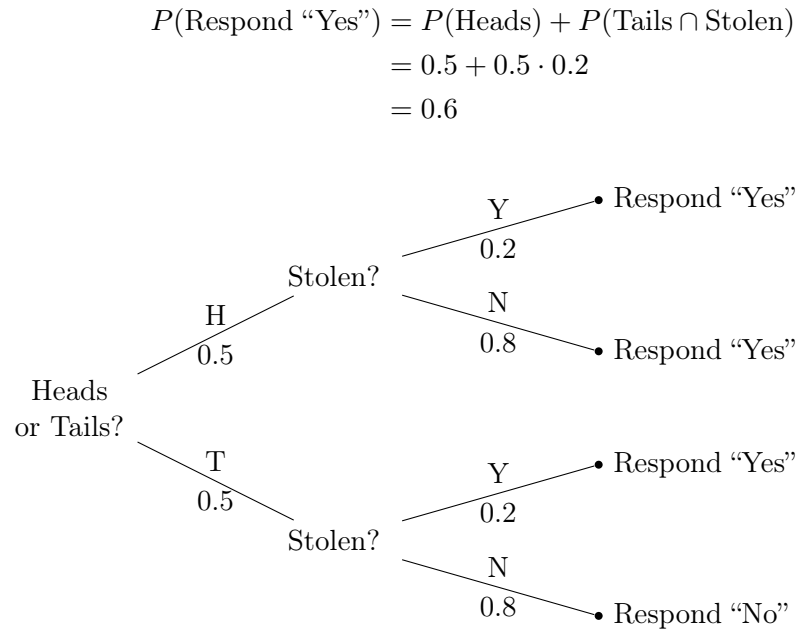 P(Respond “Yes”) = P(Heads) + P(Tails ∩ Stolen)
= 0.5 + 0.5 · 0.2
= 0.6
Y
Respond “Yes”
0.2
Stolen?
H
N
0.5
0.8
Respond “Yes”
Heads
or Tails?
T
Y
Respond “Yes”
0.5
0.2
Stolen?
N
0.8
Respond “No”